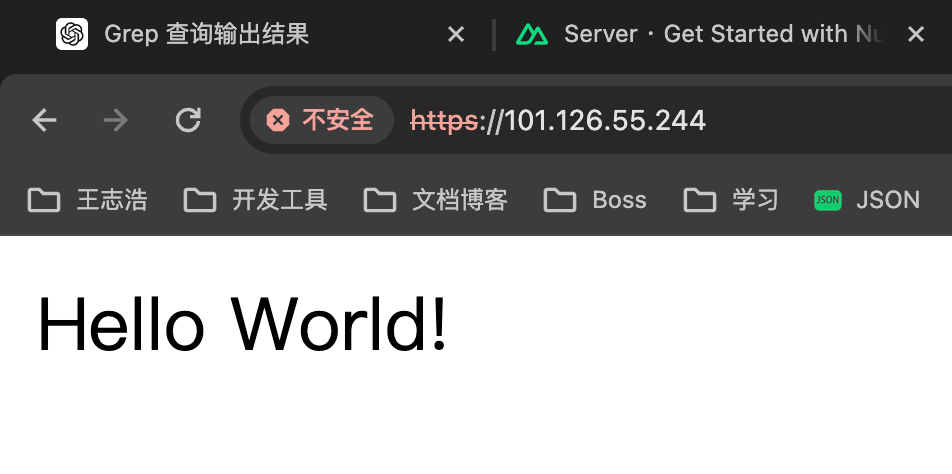 Grep 查询输出结果
Server · Get Started with Nu
不安全 https://101.126.55.244
王志浩 开发工具 文档博客 Boss 学习 JSON JSON
Hello World!